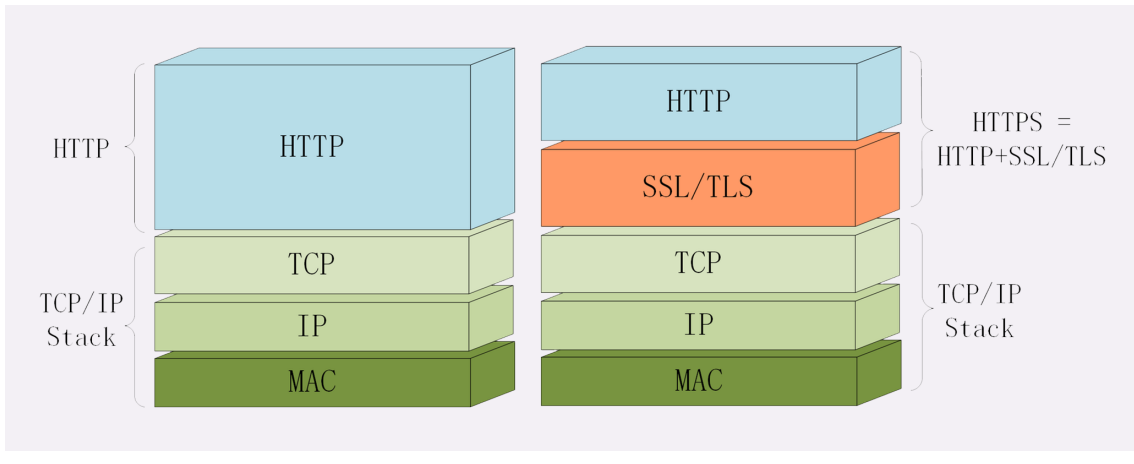 HTTP
HTTP
TCP/IP
Stack
TCP
IP
MAC
HTTP
SSL/TLS
TCP
IP
MAC
HTTPS =
HTTP+SSL/TLS
TCP/IP
Stack